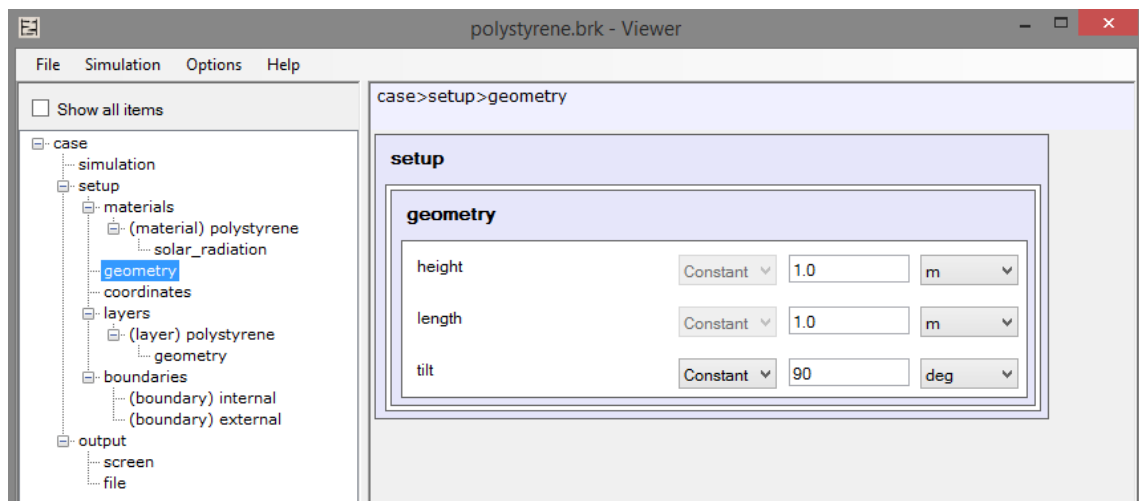 polystyrene.brk - Viewer
File Simulation Options Help
Show all items
case
simulation
setup
materials
(material) polystyrene
solar_radiation
geometry
coordinates
layers
(layer) polystyrene
geometry
boundaries
(boundary) internal
(boundary) external
output
screen
file
case>setup>geometry
setup
geometry
height Constant 1.0 m
length Constant 1.0 m
tilt Constant 90 deg